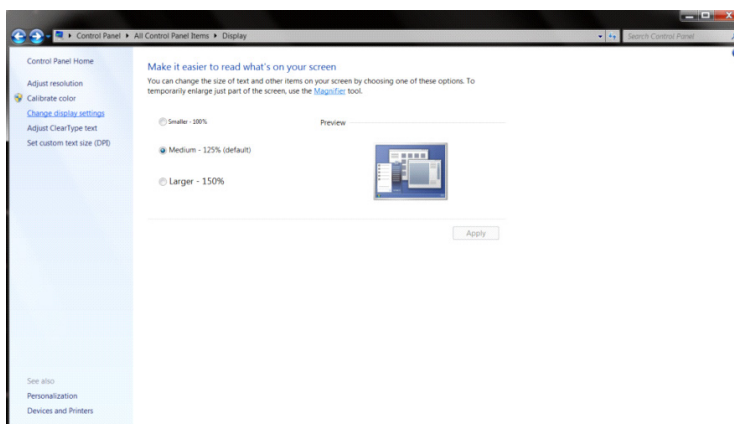 Control Panel ▸ All Control Panel Items ▸ Display
Search Control Panel
Control Panel Home
Adjust resolution
Calibrate color
Change display settings
Adjust ClearType text
Set custom text size (DPI)
Make it easier to read what's on your screen
You can change the size of text and other items on your screen by choosing one of these options. To
temporarily enlarge just part of the screen, use the Magnifier tool.
Smaller - 100%
Preview
Medium - 125% (default)
Larger - 150%
Apply
See also
Personalization
Devices and Printers